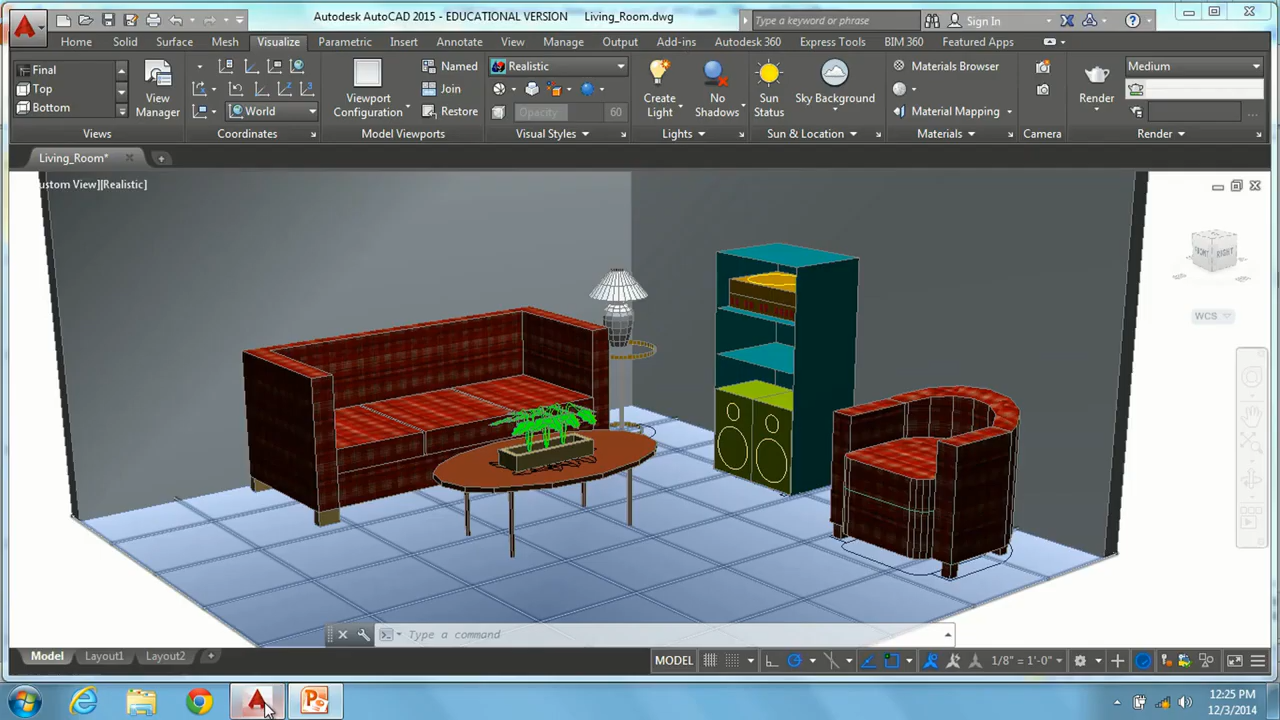 Autodesk AutoCAD 2015 - EDUCATIONAL VERSION Living_Room.dwg
Type a keyword or phrase
Sign In
Home Solid Surface Mesh Visualize Parametric Insert Annotate View Manage Output Add-ins Autodesk 360 Express Tools BIM 360 Featured Apps
Final
Top
Bottom
View
Manager
Views
World
Coordinates
Viewport
Configuration
Named
Join
Restore
Model Viewports
Realistic
Opacity 60
Visual Styles
Create
Light
No
Shadows
Lights
Sun
Status
Sky Background
Sun & Location
Materials Browser
Material Mapping
Materials
Camera
Render
Medium
Render
Living_Room*
ustom View][Realistic]
FRONT RIGHT
WCS
Type a command
Model Layout1 Layout2
MODEL
1/8" = 1'-0"
12:25 PM
12/3/2014